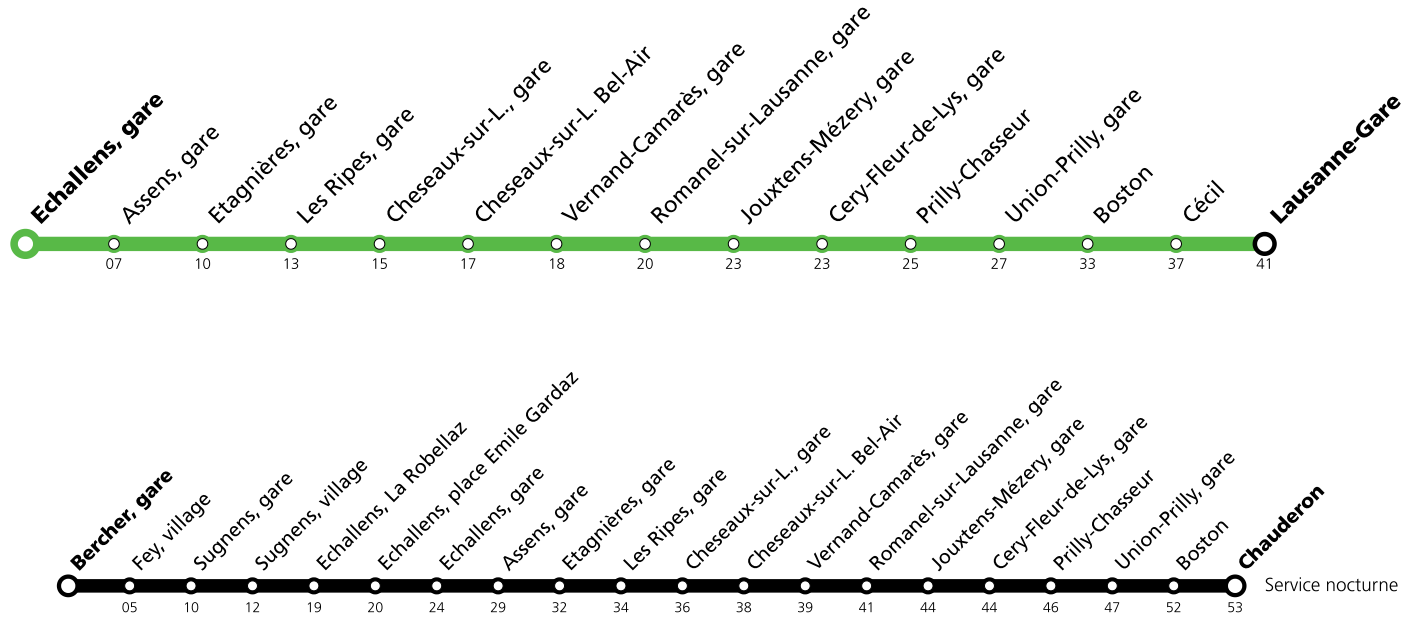 Echallens, gare
Assens, gare
Etagnières, gare
Les Ripes, gare
Cheseaux-sur-L., gare
Cheseaux-sur-L. Bel-Air
Vernand-Camarès, gare
Romanel-sur-Lausanne, gare
Jouxtens-Mézery, gare
Cery-Fleur-de-Lys, gare
Prilly-Chasseur
Union-Prilly, gare
Boston
Cécil
Lausanne-Gare
07 10 13 15 17 18 20 23 23 25 27 33 37 41
Bercher, gare
Fey, village
Sugnens, gare
Sugnens, village
Echallens, La Robellaz
Echallens, place Emile Gardaz
Echallens, gare
Assens, gare
Etagnières, gare
Les Ripes, gare
Cheseaux-sur-L., gare
Cheseaux-sur-L. Bel-Air
Vernand-Camarès, gare
Romanel-sur-Lausanne, gare
Jouxtens-Mézery, gare
Cery-Fleur-de-Lys, gare
Prilly-Chasseur
Union-Prilly, gare
Boston
Chauderon
Service nocturne
05 10 12 19 20 24 29 32 34 36 38 39 41 44 44 46 47 52 53